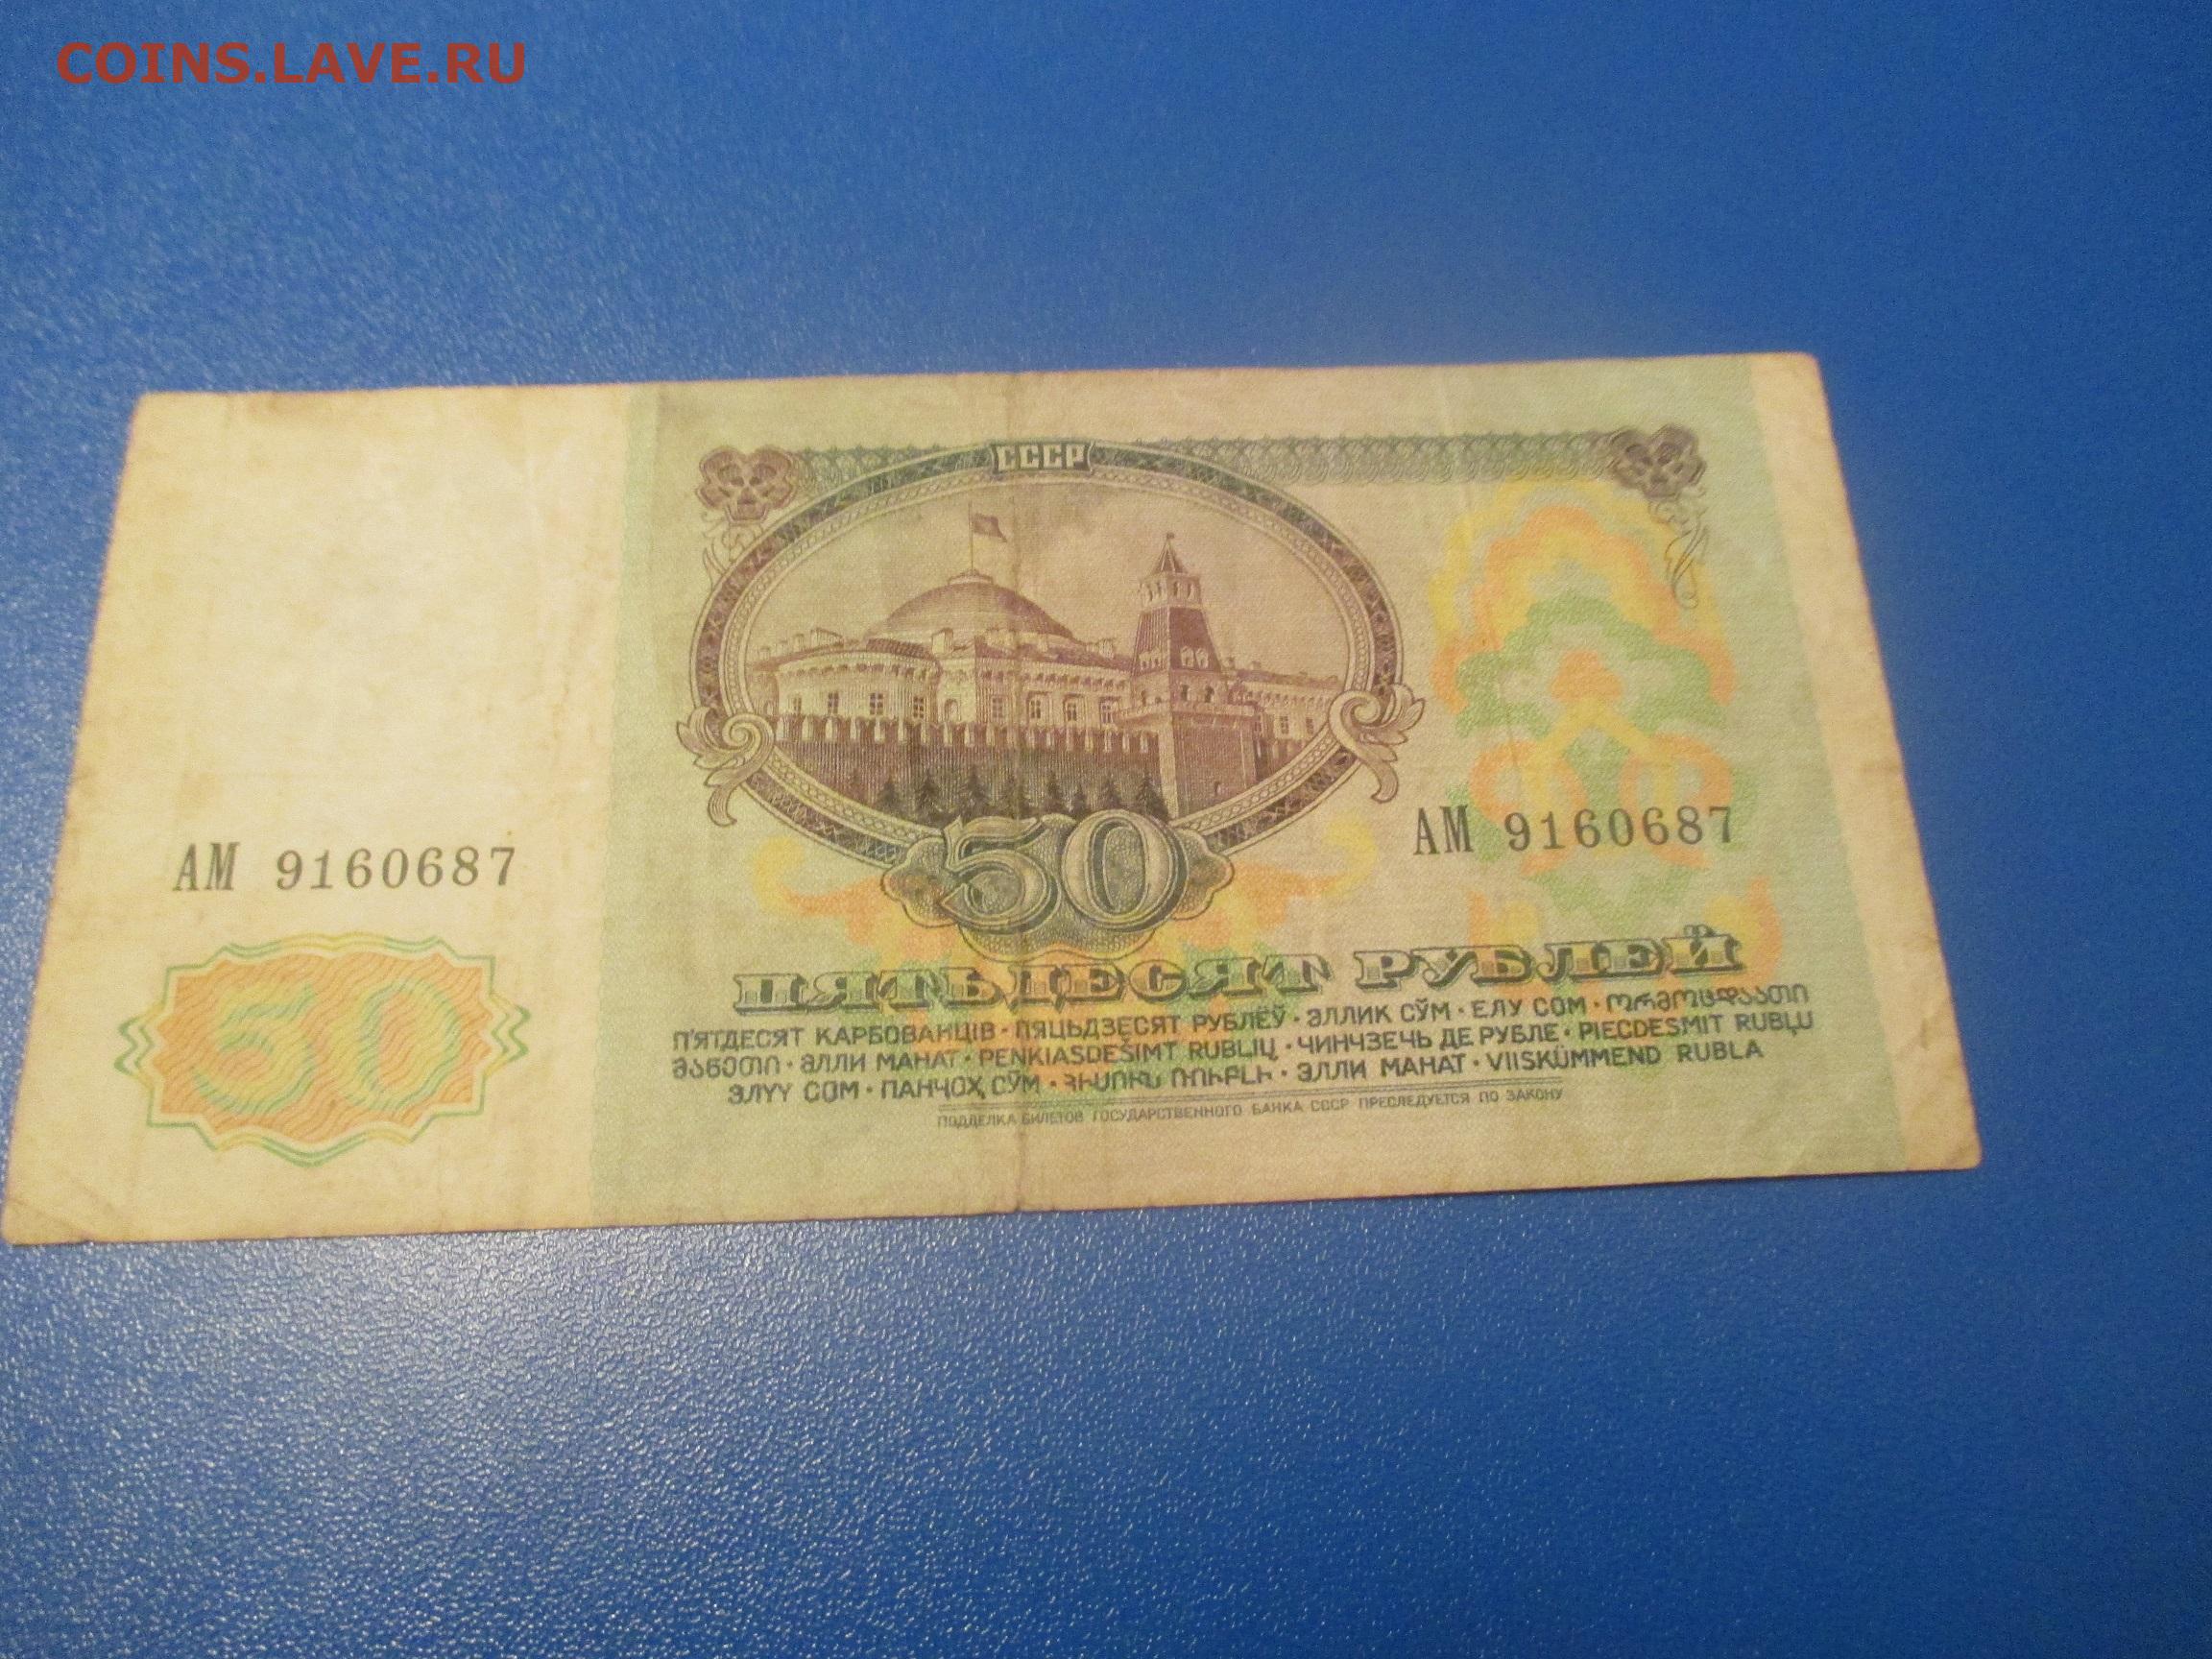 COINS.LAVE.RU
СССР
АМ 9160687
АМ 9160687
50
50
ПЯТЬДЕСЯТ РУБЛЕЙ
П'ЯТДЕСЯТ КАРБОВАНЦІВ · ПЯЦЬДЗЕСЯТ РУБЛЁЎ · ЭЛЛИК СЎМ · ЕЛУ СОМ · ორმოცდაათი
მანეთი · ӘЛЛИ МАНАТ · PENKIASDEŠIMT RUBLIŲ · ЧИНЧЗЕЧЬ ДЕ РУБЛЕ · PIECDESMIT RUBĻU
ЭЛҮҮ СОМ · ПАНҶОҲ СӮМ · ՀԻՍՈՒՆ ՌՈՒԲԼԻ · ЭЛЛИ МАНАТ · VIISKÜMMEND RUBLA
ПОДДЕЛКА БИЛЕТОВ ГОСУДАРСТВЕННОГО БАНКА СССР ПРЕСЛЕДУЕТСЯ ПО ЗАКОНУ